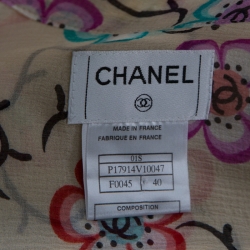 CHANEL
MADE IN FRANCE
FABRIQUE EN FRANCE
01S
P17914V10047
F0045 40
COMPOSITION